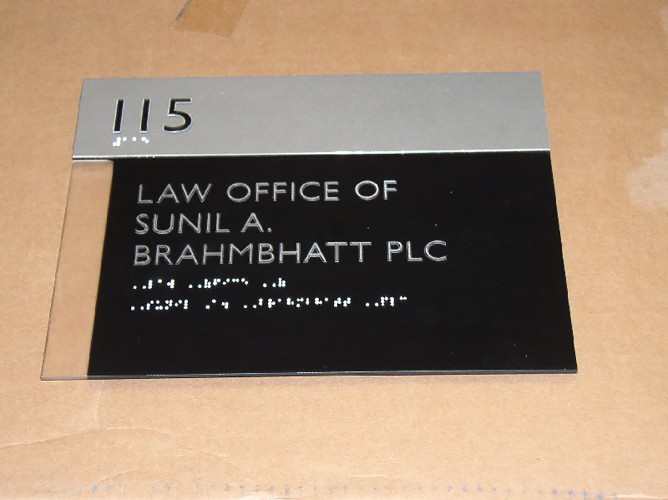 115
LAW OFFICE OF
SUNIL A.
BRAHMBHATT PLC